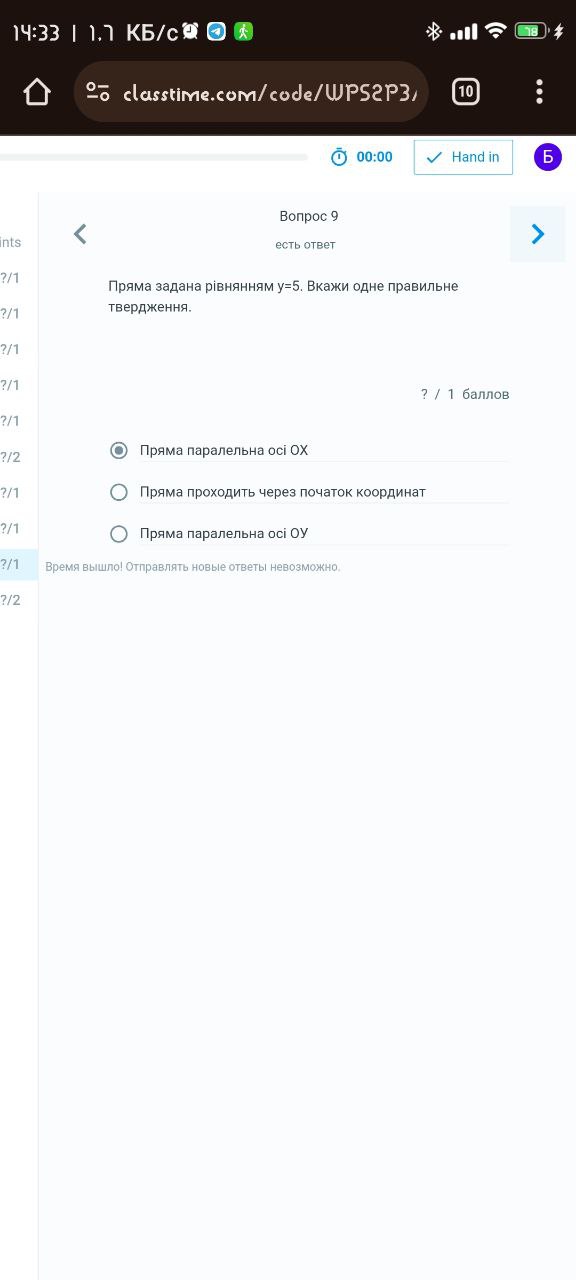 14:33 | 1.7 КБ/с 78
classtime.com/code/WPS2P3
10
00:00 Hand in Б
Вопрос 9
есть ответ
ints
?/1
?/1
?/1
?/1
?/1
?/2
?/1
?/1
?/1
?/2
Пряма задана рівнянням y=5. Вкажи одне правильне
твердження.
? / 1 баллов
Пряма паралельна осі ОХ
Пряма проходить через початок координат
Пряма паралельна осі ОУ
Время вышло! Отправлять новые ответы невозможно.